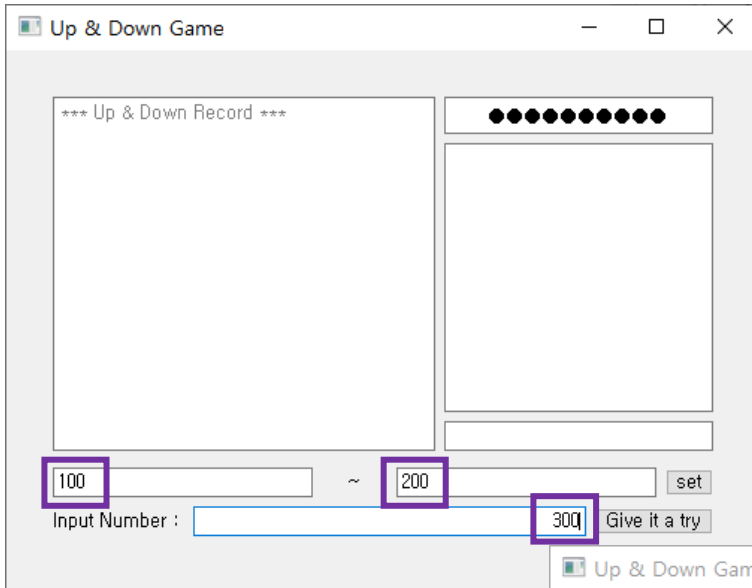 Up & Down Game
*** Up & Down Record ***
●●●●●●●●●●
100 ~ 200 set
Input Number : 300 Give it a try
Up & Down Gam